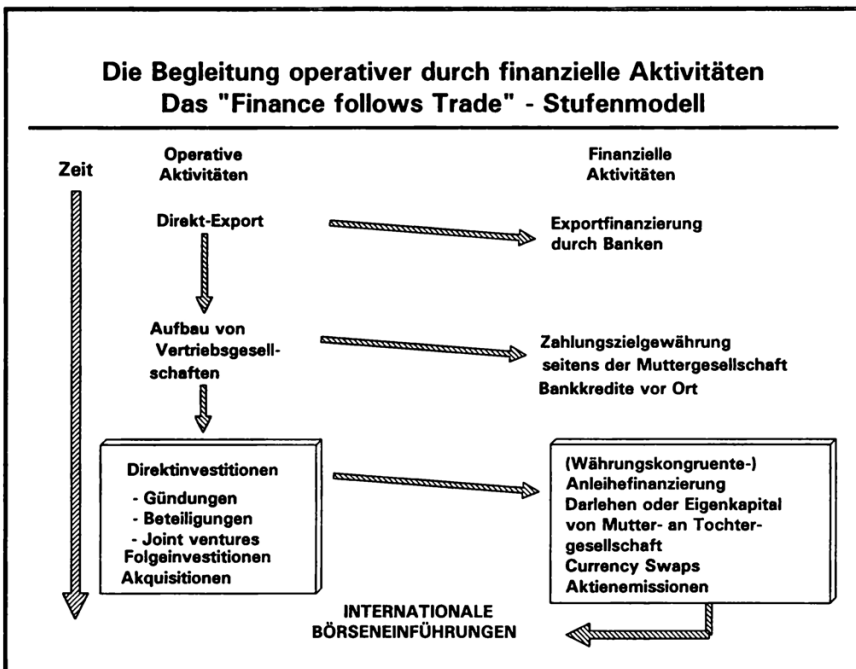 Die Begleitung operativer durch finanzielle Aktivitäten
Das "Finance follows Trade" - Stufenmodell
Zeit
Operative
Aktivitäten
Finanzielle
Aktivitäten
Direkt-Export
Exportfinanzierung
durch Banken
Aufbau von
Vertriebsgesell-
schaften
Zahlungszielgewährung
seitens der Muttergesellschaft
Bankkredite vor Ort
Direktinvestitionen
- Gündungen
- Beteiligungen
- Joint ventures
Folgeinvestitionen
Akquisitionen
(Währungskongruente-)
Anleihefinanzierung
Darlehen oder Eigenkapital
von Mutter- an Tochter-
gesellschaft
Currency Swaps
Aktienemissionen
INTERNATIONALE
BÖRSENEINFÜHRUNGEN